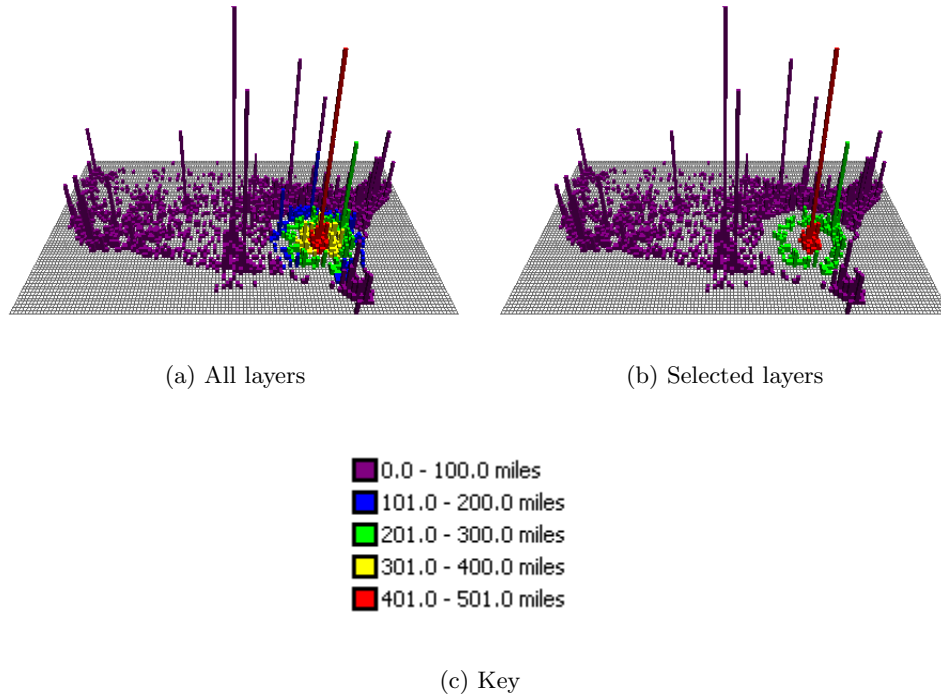 (a) All layers
(b) Selected layers
0.0 - 100.0 miles
101.0 - 200.0 miles
201.0 - 300.0 miles
301.0 - 400.0 miles
401.0 - 501.0 miles
(c) Key